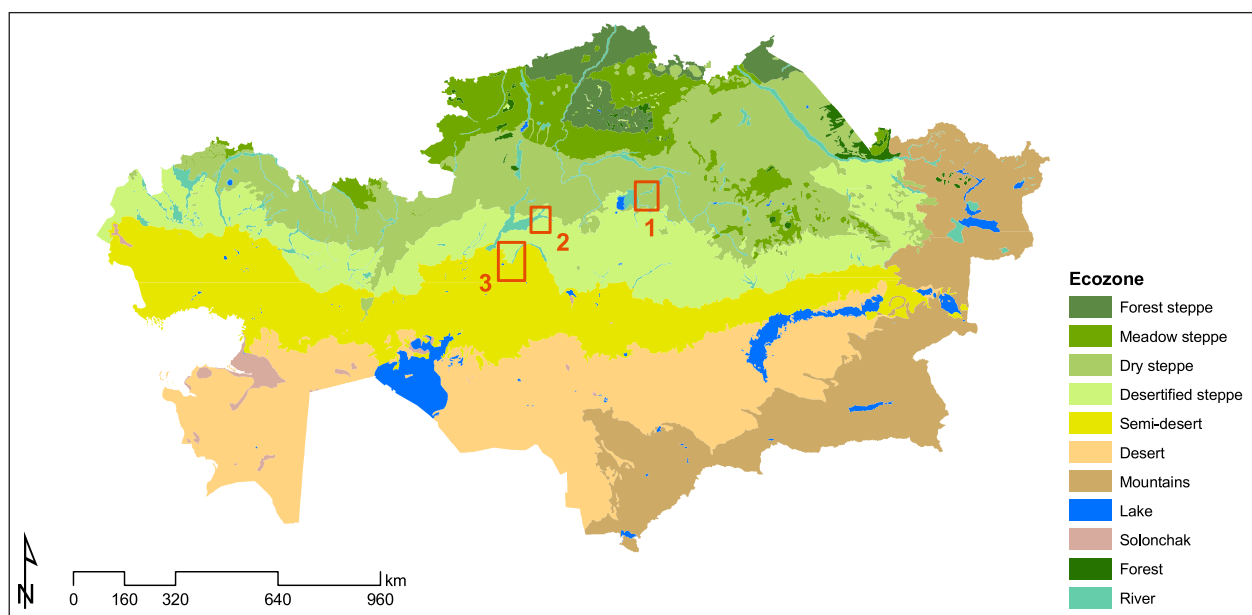 1
2
3
Ecozone
Forest steppe
Meadow steppe
Dry steppe
Desertified steppe
Semi-desert
Desert
Mountains
Lake
Solonchak
Forest
River
N
km
0 160 320 640 960